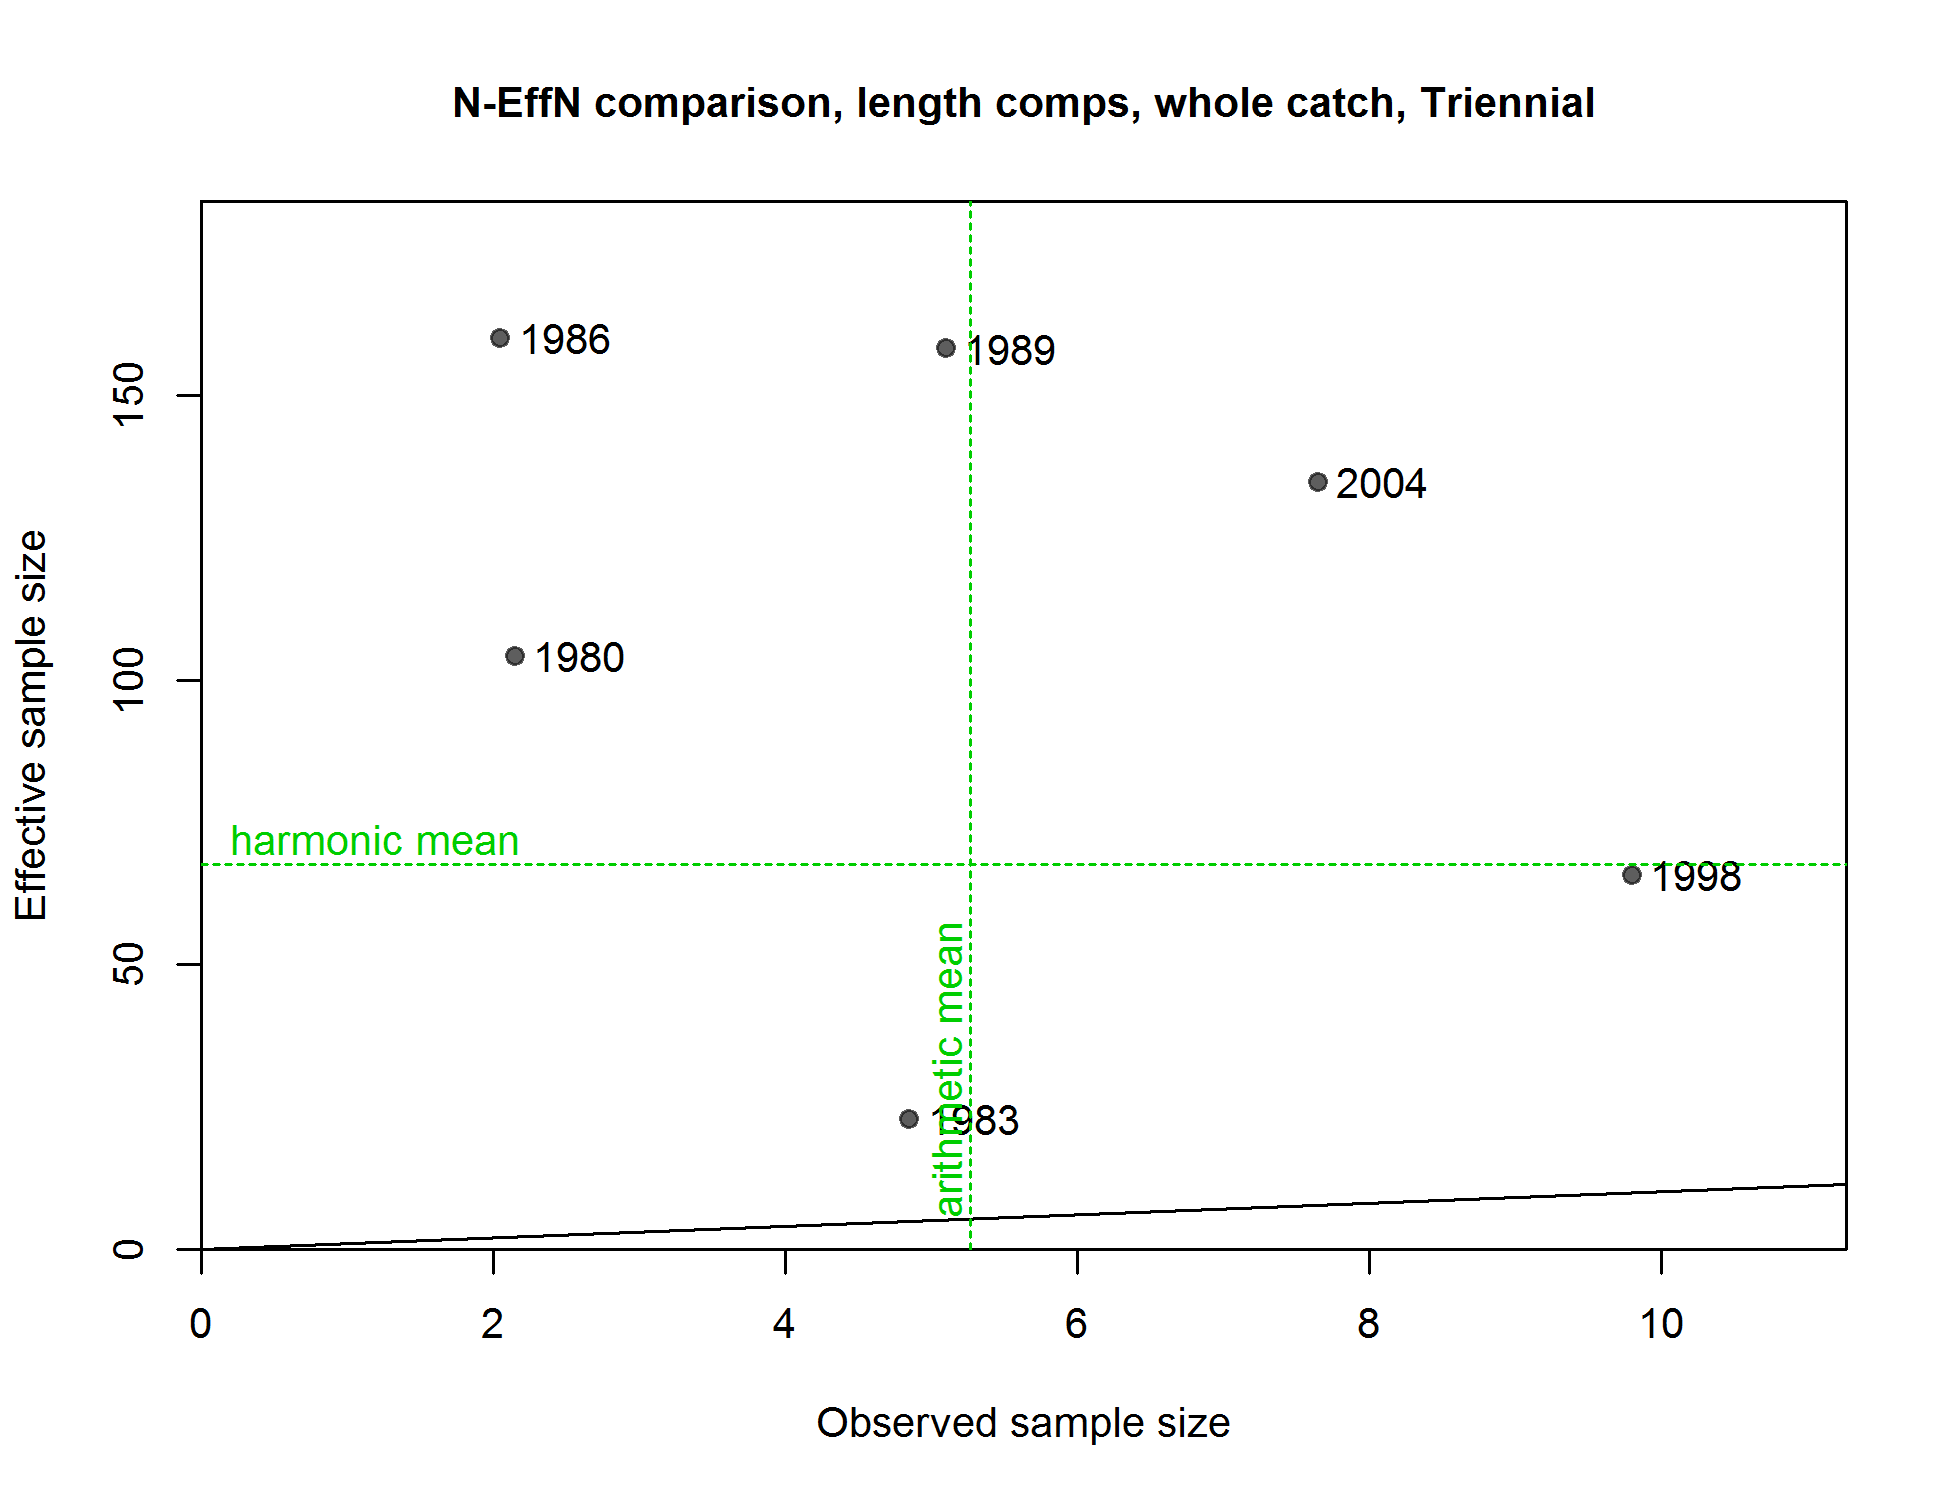 N-EffN comparison, length comps, whole catch, Triennial
Effective sample size
150
100
50
0
1986
1989
2004
1980
harmonic mean
1998
arithmetic mean
1983
0 2 4 6 8 10
Observed sample size